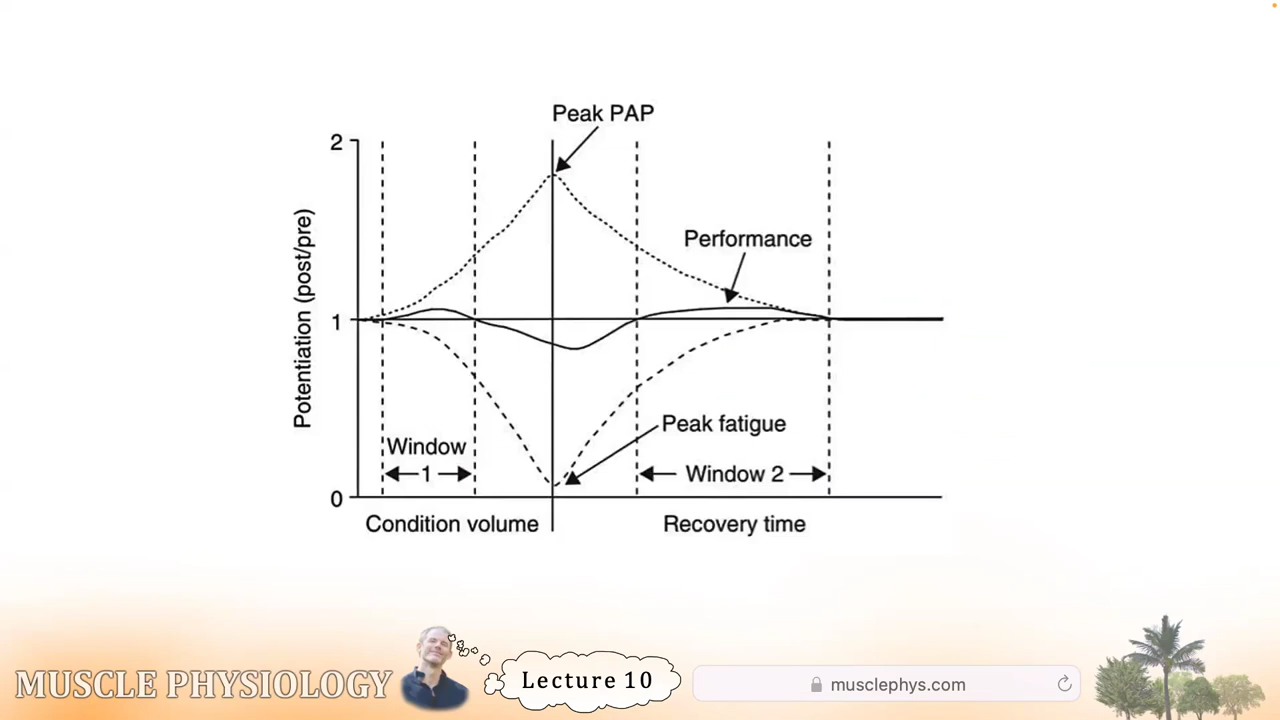 Peak PAP
2
Performance
Potentiation (post/pre)
1
Peak fatigue
Window
1
Window 2
0
Condition volume
Recovery time
MUSCLE PHYSIOLOGY
Lecture 10
musclephys.com